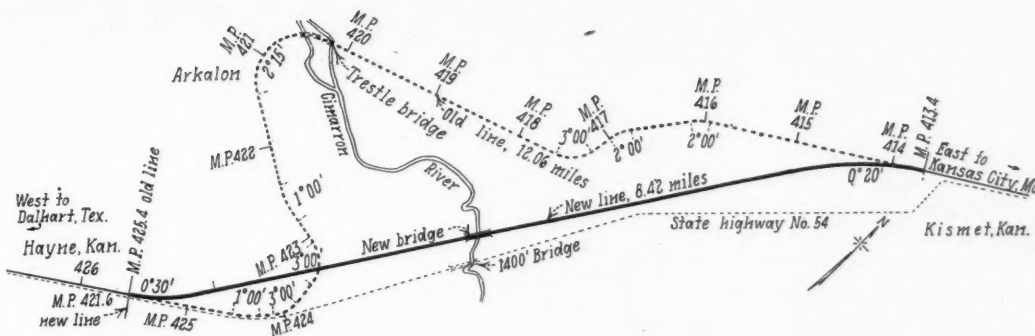 M.P.
421
2°15'
Arkalon
M.P.
420
Trestle bridge
Cimarron
River
M.P.
419
Old line, 12.06 miles
M.P.
418
3°00'
M.P.
417
2°00'
M.P.
416
2°00'
M.P.
415
M.P.
414
M.P. 413.4
East to
Kansas City, M
0°20'
M.P.422
1°00'
New line, 8.42 miles
State highway No.54
Kismet, Kan.
N
West to
Dalhart, Tex.
Hayne, Kan.
426
M.P. 425.4 old line
M.P. 421.6
new line
0°30'
M.P. 425
1°00'
3°00'
M.P. 424
M.P. 423
3°00'
New bridge
1400' Bridge